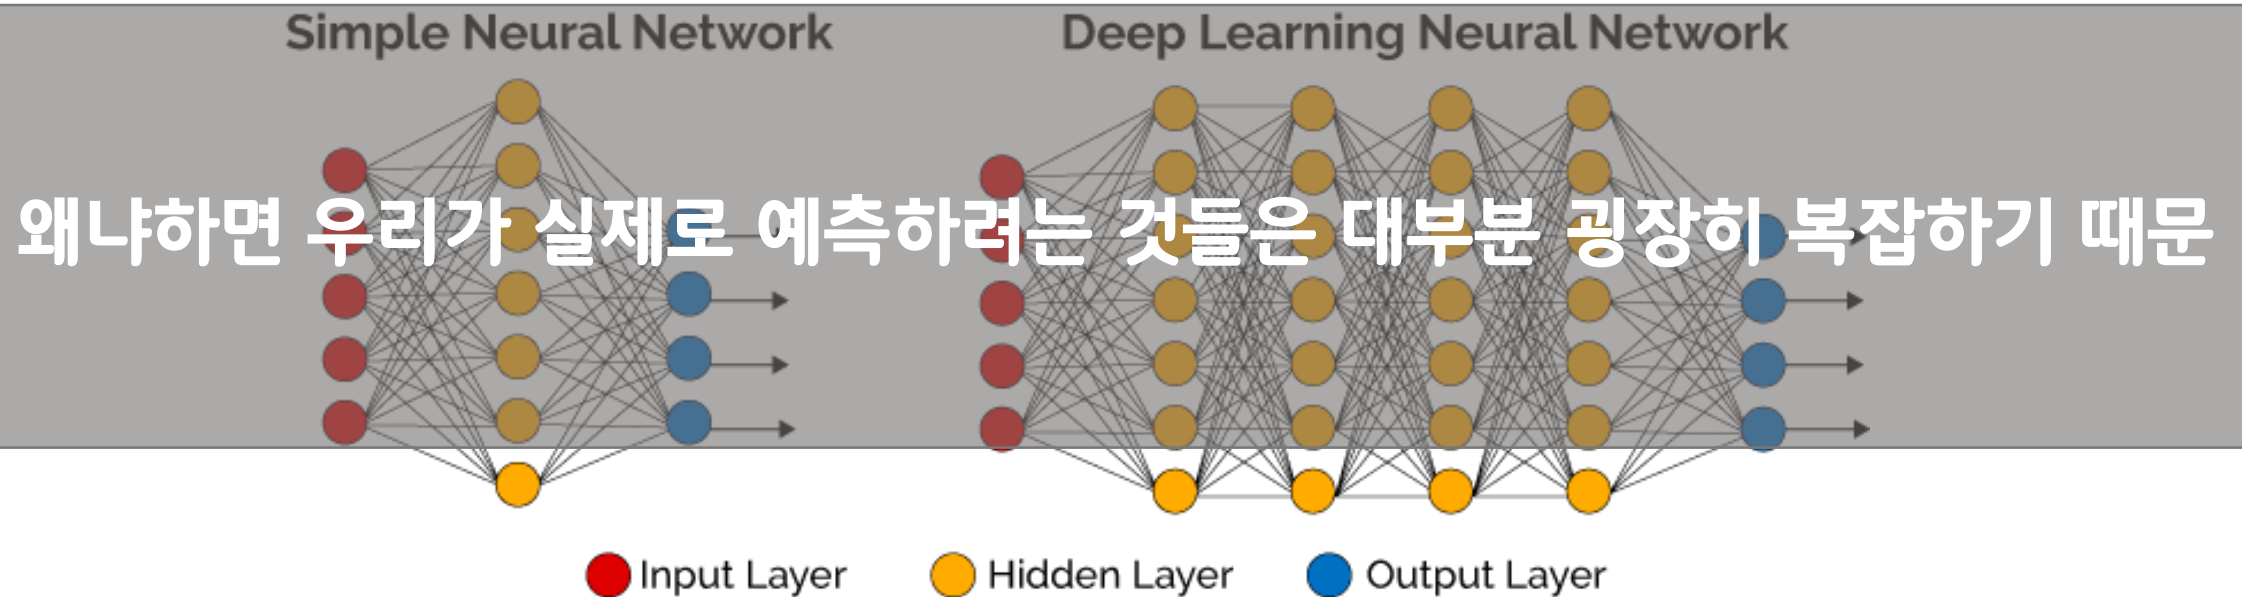 Simple Neural Network
Deep Learning Neural Network
왜냐하면 우리가 실제로 예측하려는 것들은 대부분 굉장히 복잡하기 때문
Input Layer
Hidden Layer
Output Layer